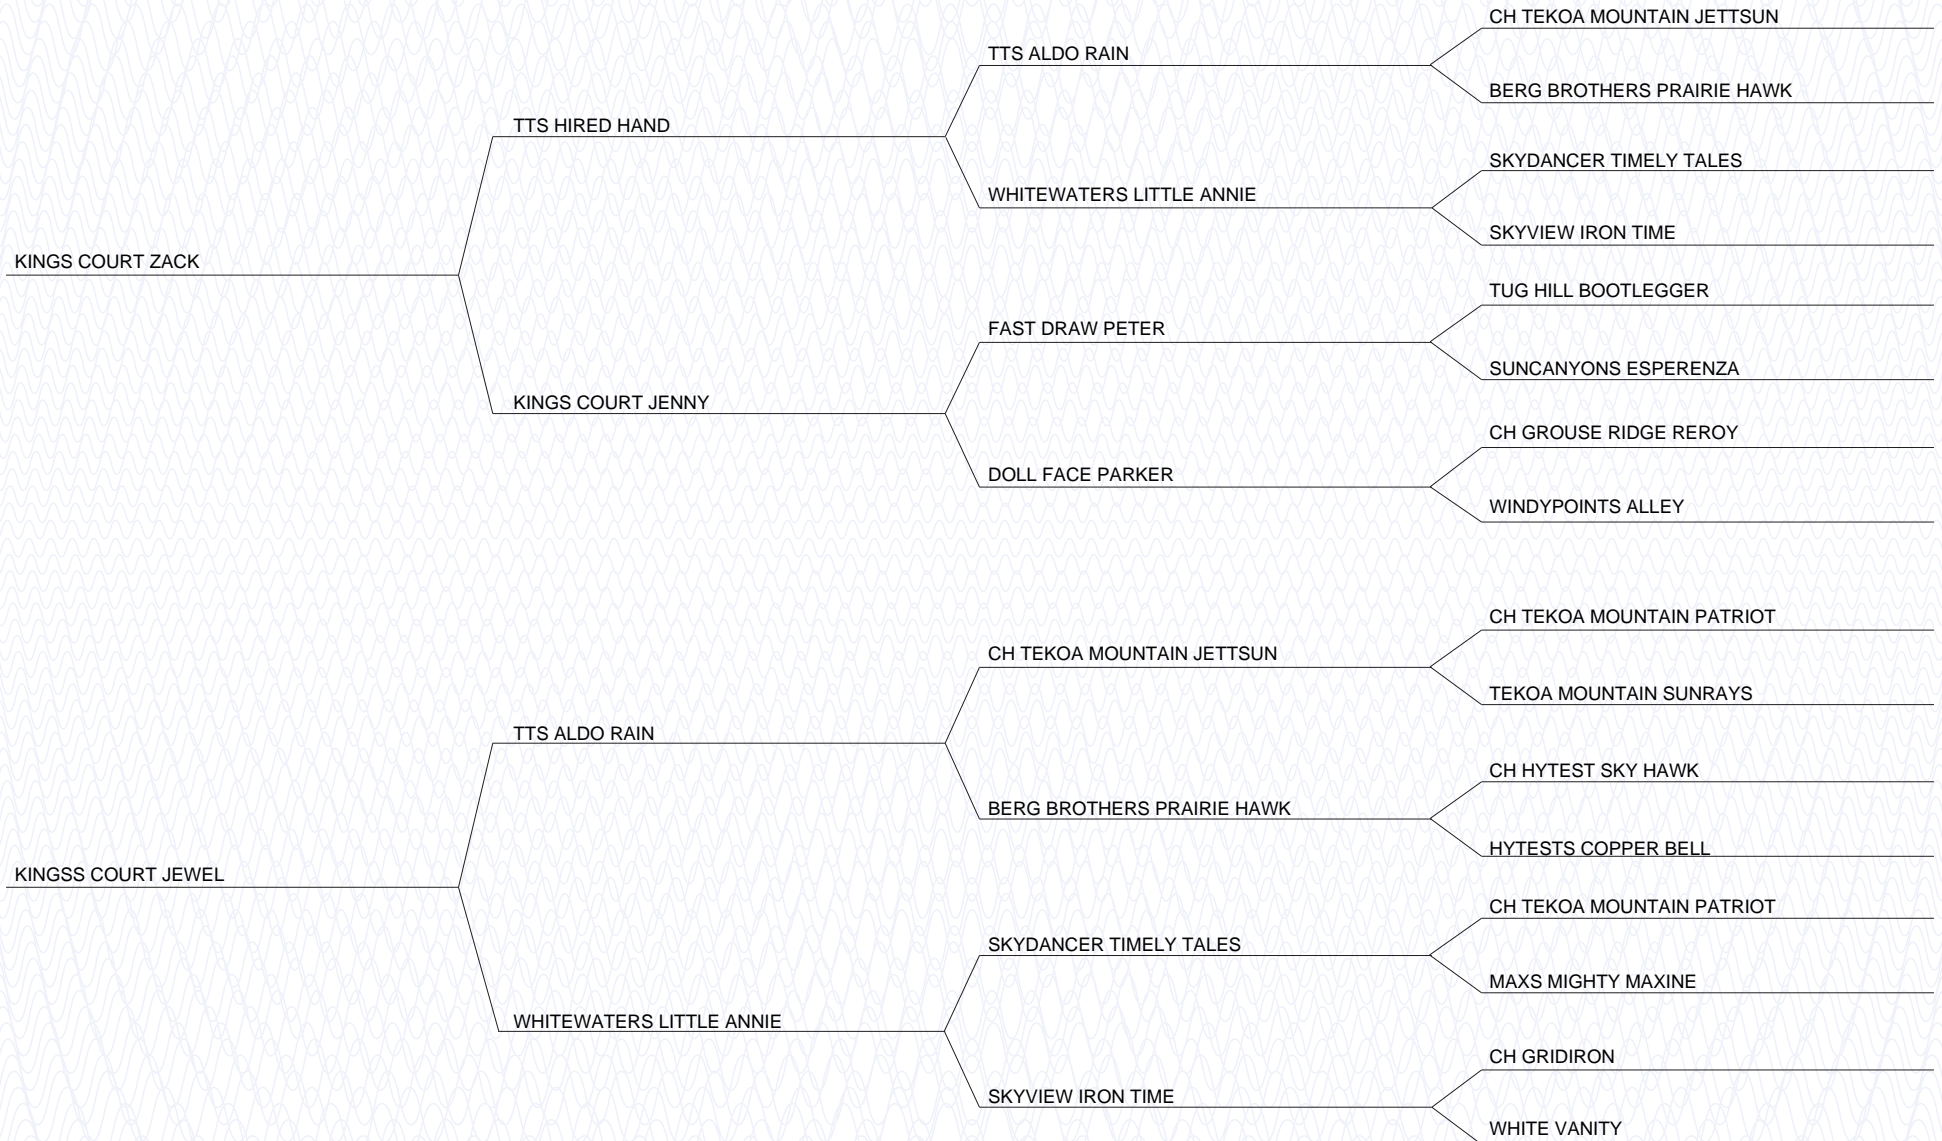 CH TEKOA MOUNTAIN JETTSUN
TTS ALDO RAIN
BERG BROTHERS PRAIRIE HAWK
TTS HIRED HAND
SKYDANCER TIMELY TALES
WHITEWATERS LITTLE ANNIE
SKYVIEW IRON TIME
KINGS COURT ZACK
TUG HILL BOOTLEGGER
FAST DRAW PETER
SUNCANYONS ESPERENZA
KINGS COURT JENNY
CH GROUSE RIDGE REROY
DOLL FACE PARKER
WINDYPOINTS ALLEY
CH TEKOA MOUNTAIN PATRIOT
CH TEKOA MOUNTAIN JETTSUN
TEKOA MOUNTAIN SUNRAYS
TTS ALDO RAIN
CH HYTEST SKY HAWK
BERG BROTHERS PRAIRIE HAWK
HYTESTS COPPER BELL
KINGSS COURT JEWEL
CH TEKOA MOUNTAIN PATRIOT
SKYDANCER TIMELY TALES
MAXS MIGHTY MAXINE
WHITEWATERS LITTLE ANNIE
CH GRIDIRON
SKYVIEW IRON TIME
WHITE VANITY